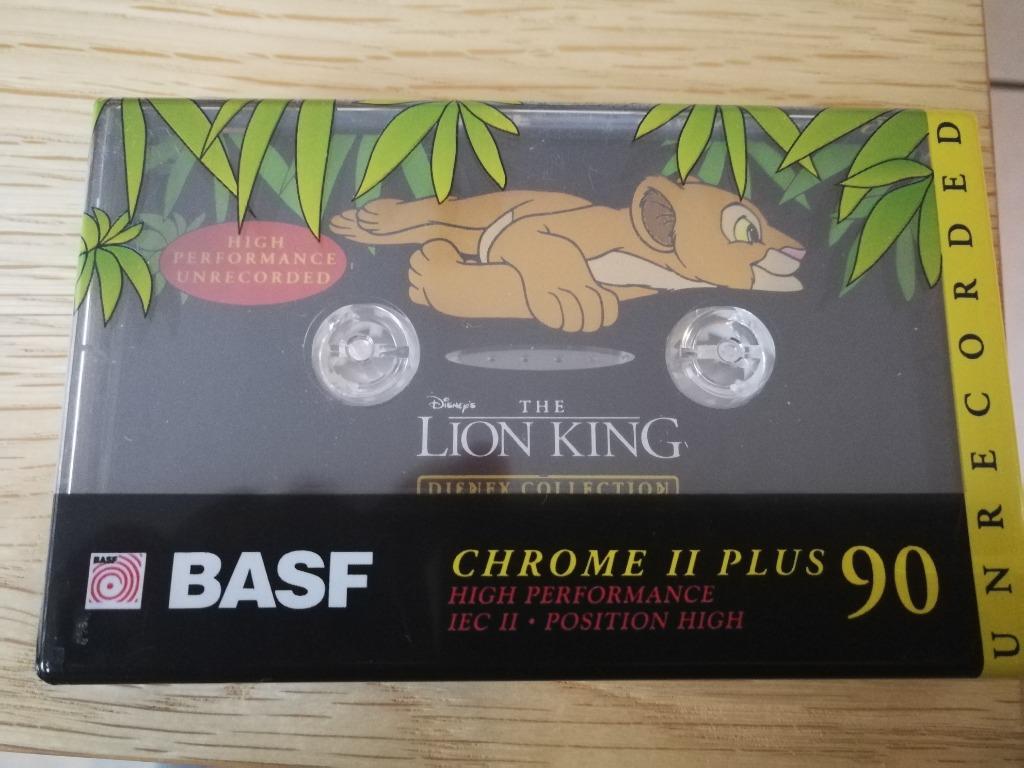 HIGH
PERFORMANCE
UNRECORDED
Disney's THE
LION KING
DISNEY COLLECTION
BASF
BASF
CHROME II PLUS 90
HIGH PERFORMANCE
IEC II · POSITION HIGH
UNRECORDED